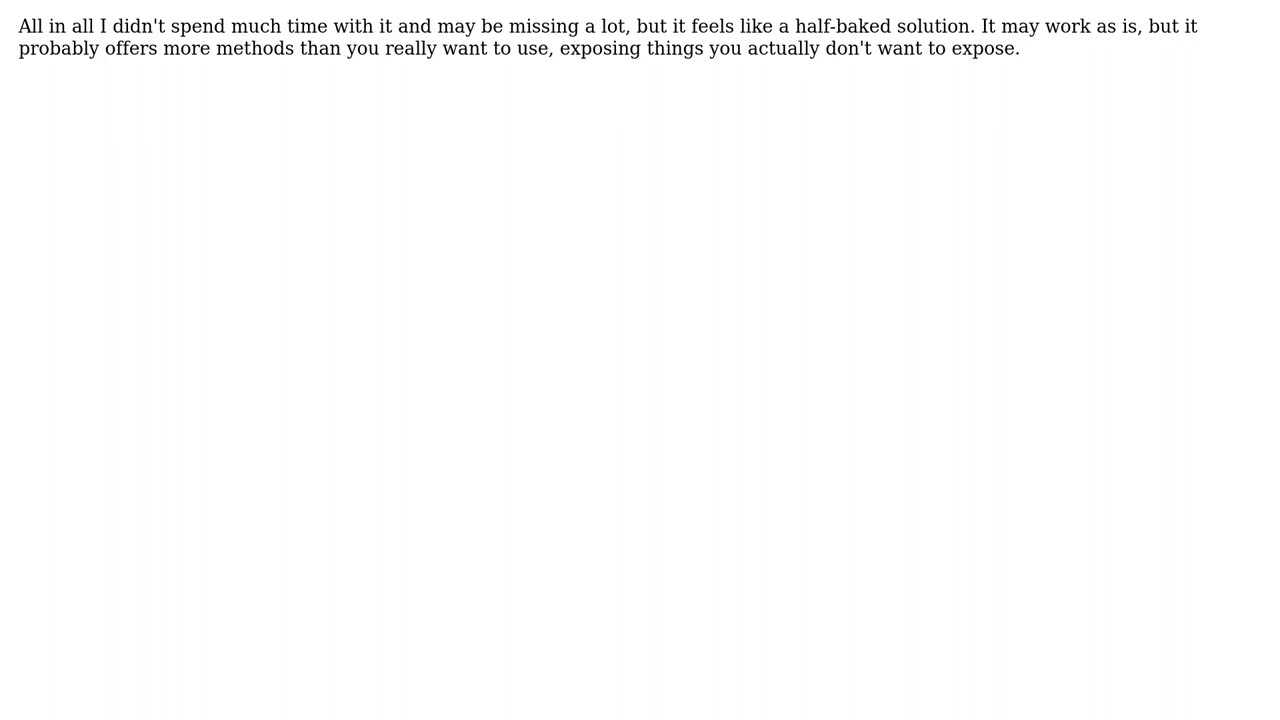 All in all I didn't spend much time with it and may be missing a lot, but it feels like a half-baked solution. It may work as is, but it
probably offers more methods than you really want to use, exposing things you actually don't want to expose.